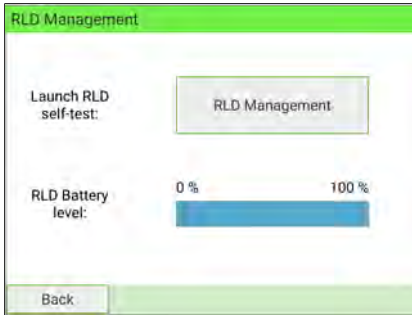 RLD Management
Launch RLD
self-test:
RLD Management
0 %
100 %
RLD Battery
level:
Back